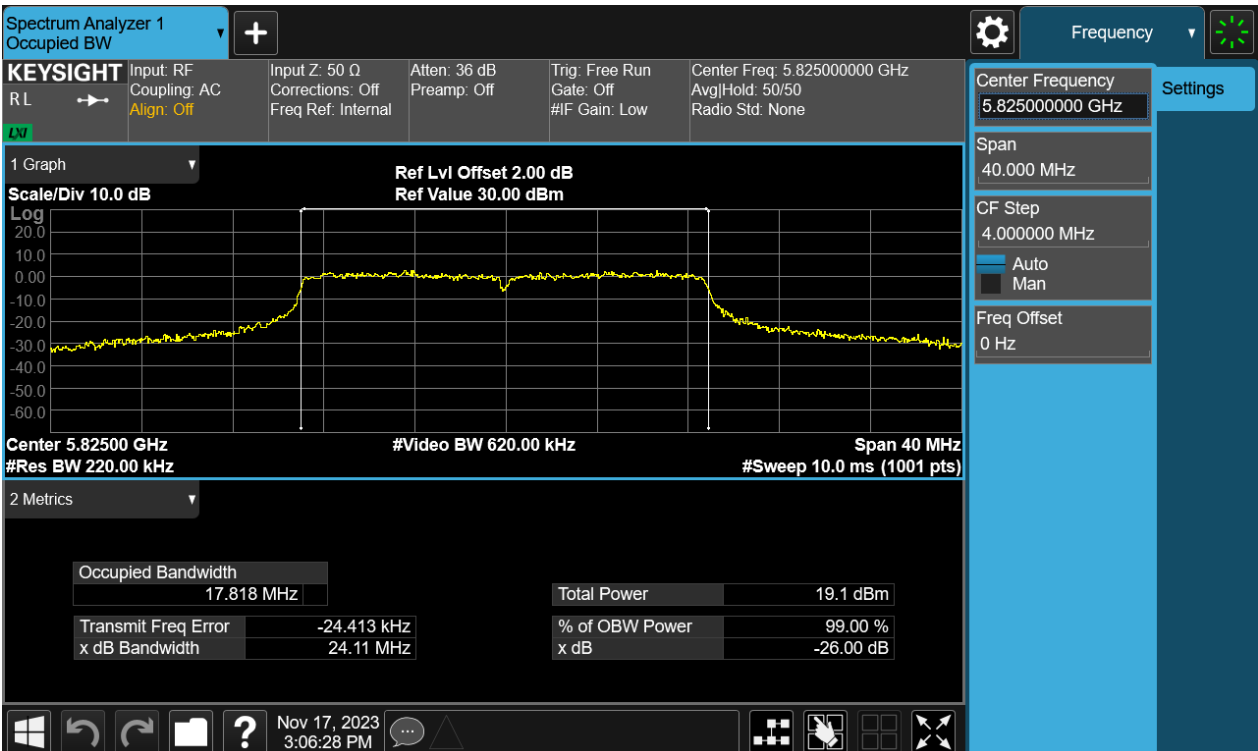 Spectrum Analyzer 1
Occupied BW
+
Frequency
KEYSIGHT
R L
LXI
Input: RF
Coupling: AC
Align: Off
Input Z: 50 Ω
Corrections: Off
Freq Ref: Internal
Atten: 36 dB
Preamp: Off
Trig: Free Run
Gate: Off
#IF Gain: Low
Center Freq: 5.825000000 GHz
Avg|Hold: 50/50
Radio Std: None
Center Frequency
5.825000000 GHz
Settings
Span
40.000 MHz
CF Step
4.000000 MHz
Auto
Man
Freq Offset
0 Hz
1 Graph
Scale/Div 10.0 dB
Ref Lvl Offset 2.00 dB
Ref Value 30.00 dBm
Log
20.0
10.0
0.00
-10.0
-20.0
-30.0
-40.0
-50.0
-60.0
Center 5.82500 GHz
#Video BW 620.00 kHz
Span 40 MHz
#Res BW 220.00 kHz
#Sweep 10.0 ms (1001 pts)
2 Metrics
Occupied Bandwidth
17.818 MHz
Total Power 19.1 dBm
Transmit Freq Error -24.413 kHz
% of OBW Power 99.00 %
x dB Bandwidth 24.11 MHz
x dB -26.00 dB
?
Nov 17, 2023
3:06:28 PM